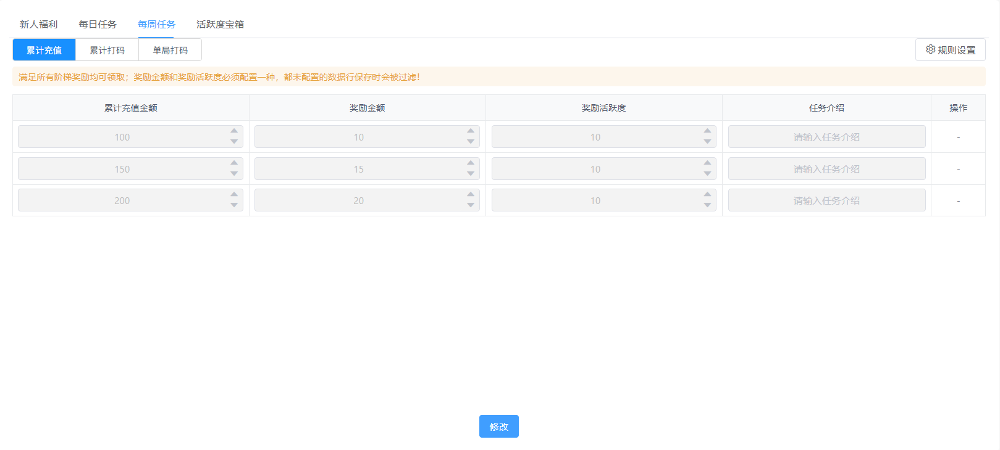 新人福利 每日任务 每周任务 活跃度宝箱
累计充值 累计打码 单局打码 规则设置
满足所有阶梯奖励均可领取；奖励金额和奖励活跃度必须配置一种，都未配置的数据行保存时会被过滤！
累计充值金额 奖励金额 奖励活跃度 任务介绍 操作
100 10 10 请输入任务介绍 -
150 15 10 请输入任务介绍 -
200 20 10 请输入任务介绍 -
修改